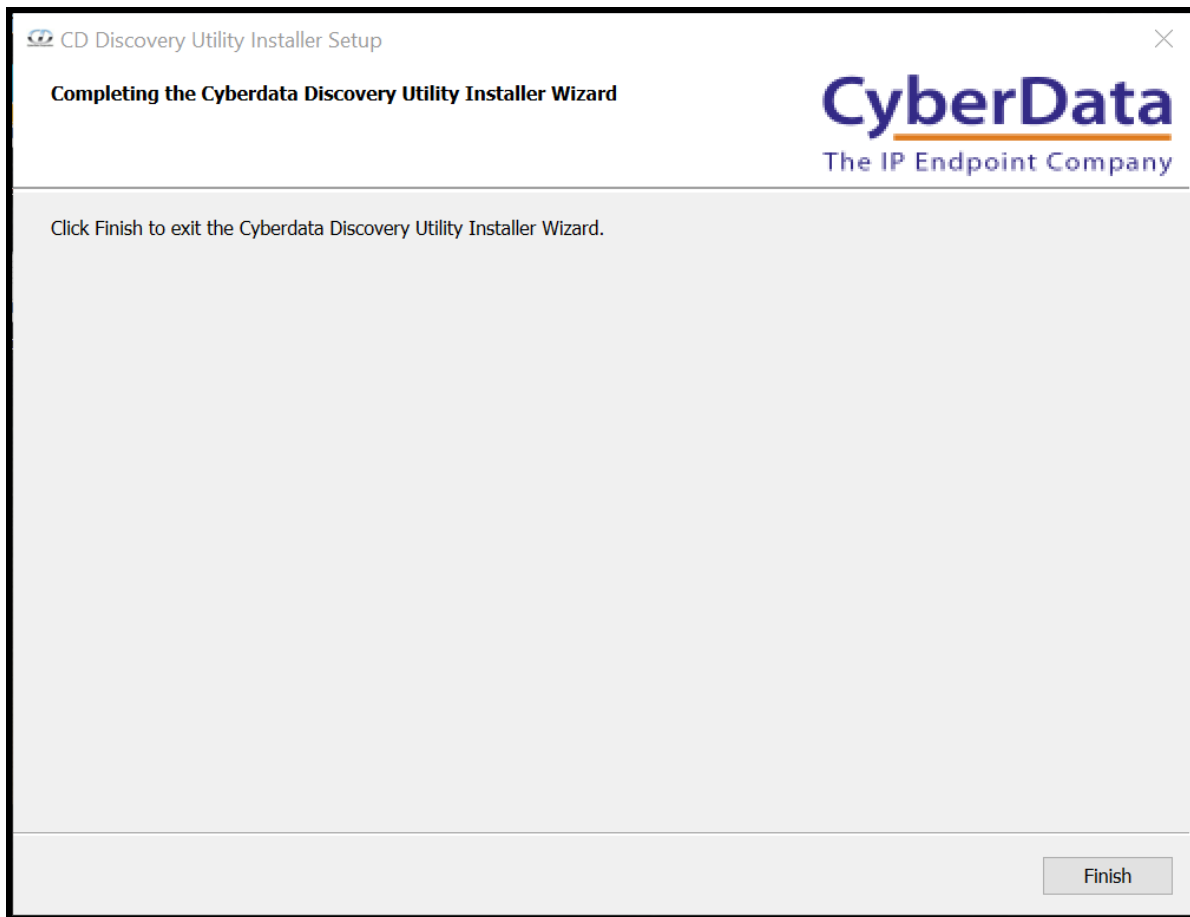 CD Discovery Utility Installer Setup
Completing the Cyberdata Discovery Utility Installer Wizard
CyberData
The IP Endpoint Company
Click Finish to exit the Cyberdata Discovery Utility Installer Wizard.
Finish